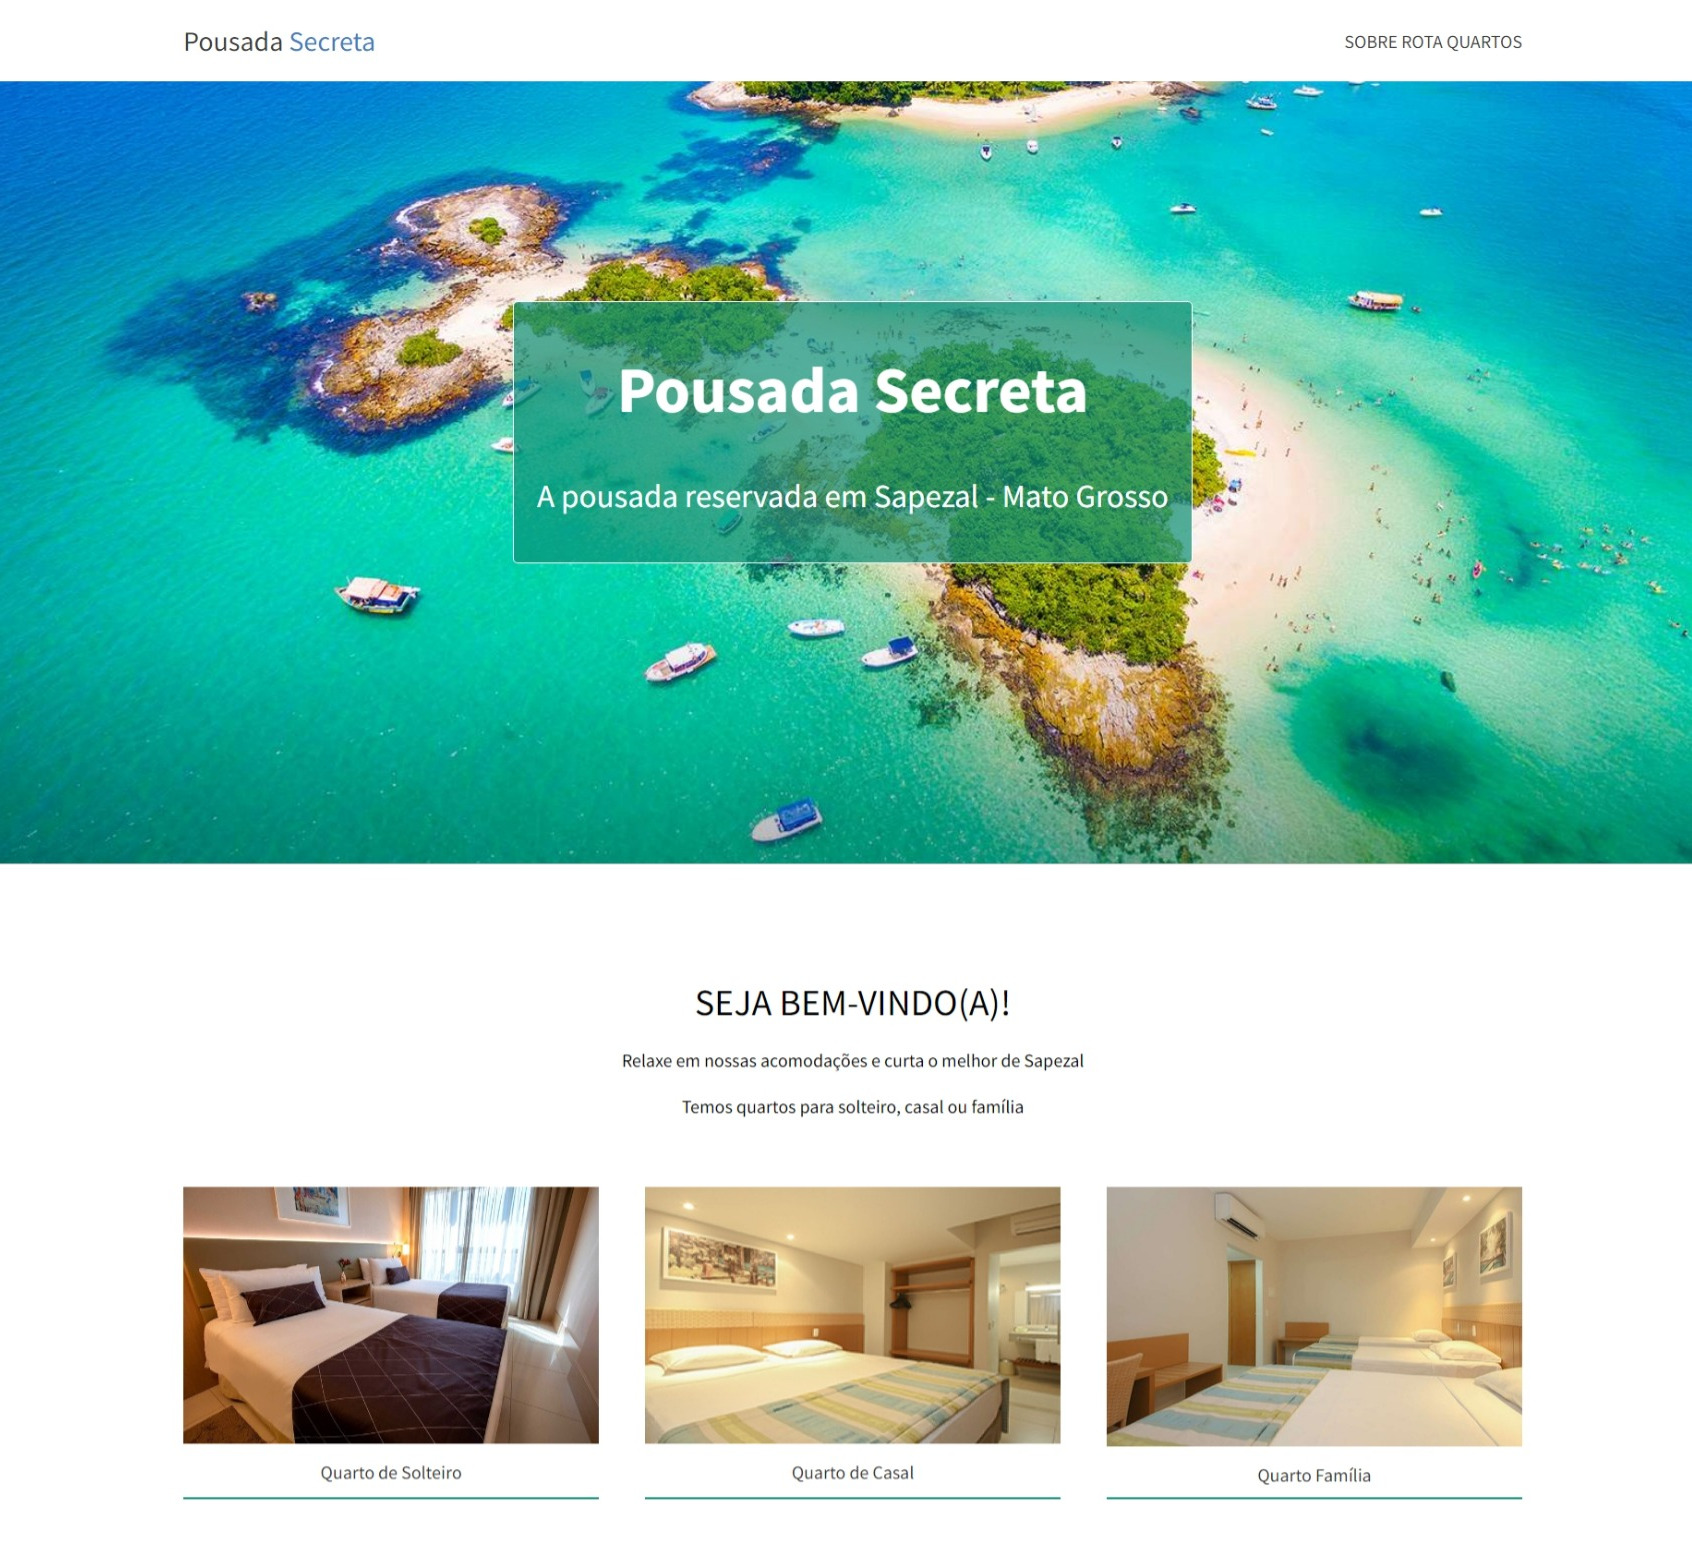 Pousada Secreta
SOBRE ROTA QUARTOS
Pousada Secreta
A pousada reservada em Sapezal - Mato Grosso
SEJA BEM-VINDO(A)!
Relaxe em nossas acomodações e curta o melhor de Sapezal
Temos quartos para solteiro, casal ou família
Quarto de Solteiro
Quarto de Casal
Quarto Família